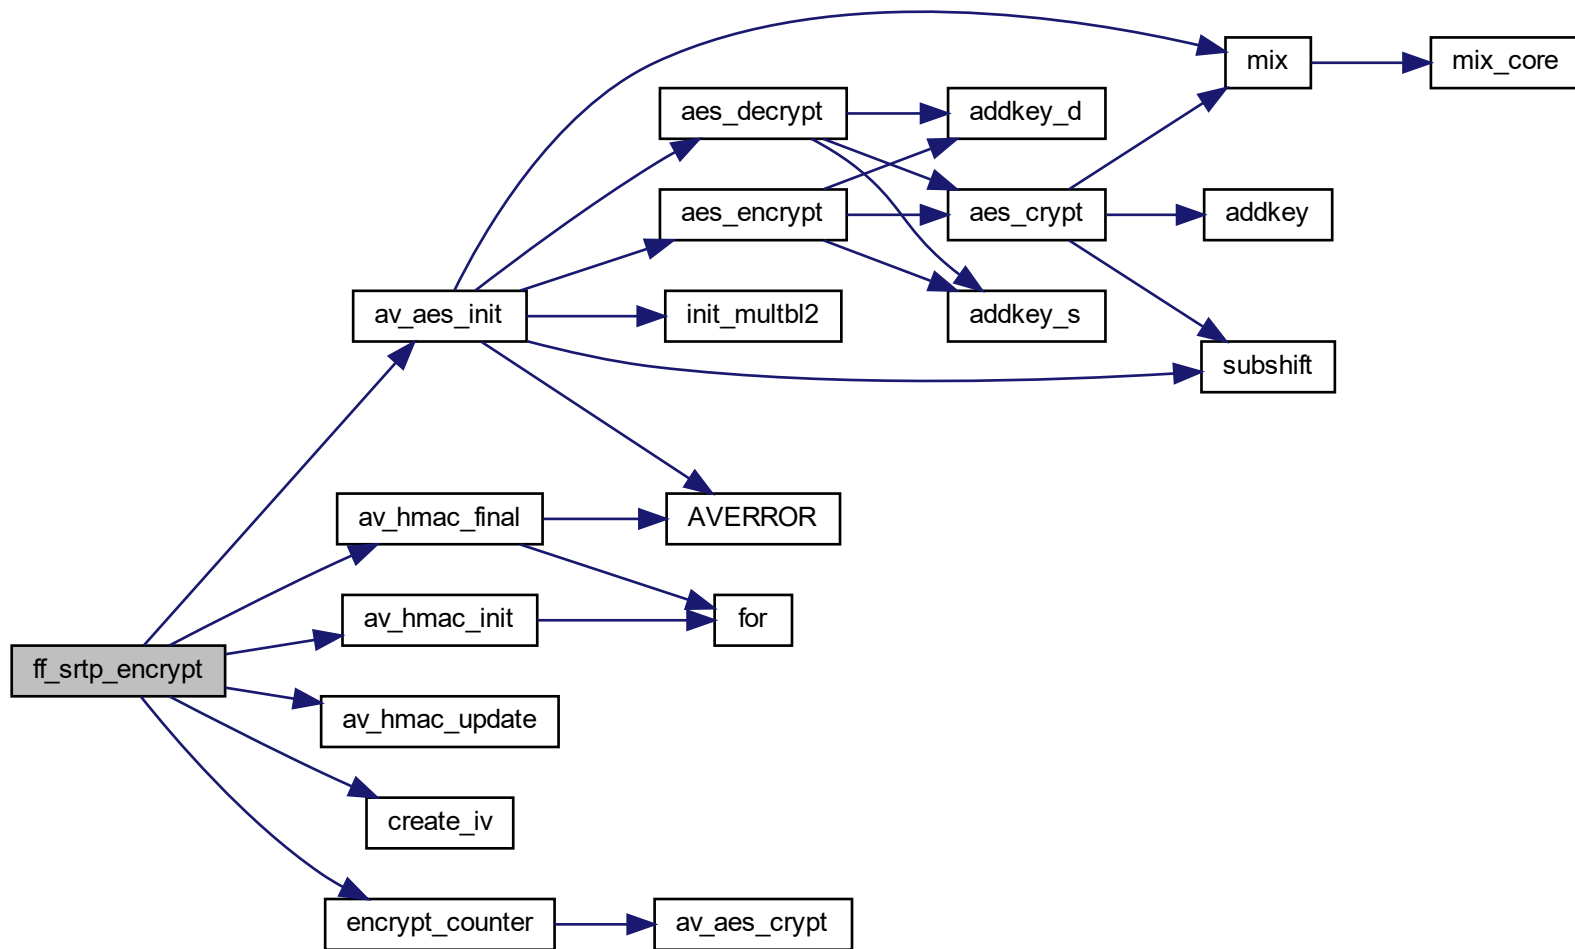 mix
mix_core
aes_decrypt
addkey_d
aes_encrypt
aes_crypt
addkey
av_aes_init
init_multbl2
addkey_s
subshift
av_hmac_final
AVERROR
av_hmac_init
for
ff_srtp_encrypt
av_hmac_update
create_iv
encrypt_counter
av_aes_crypt